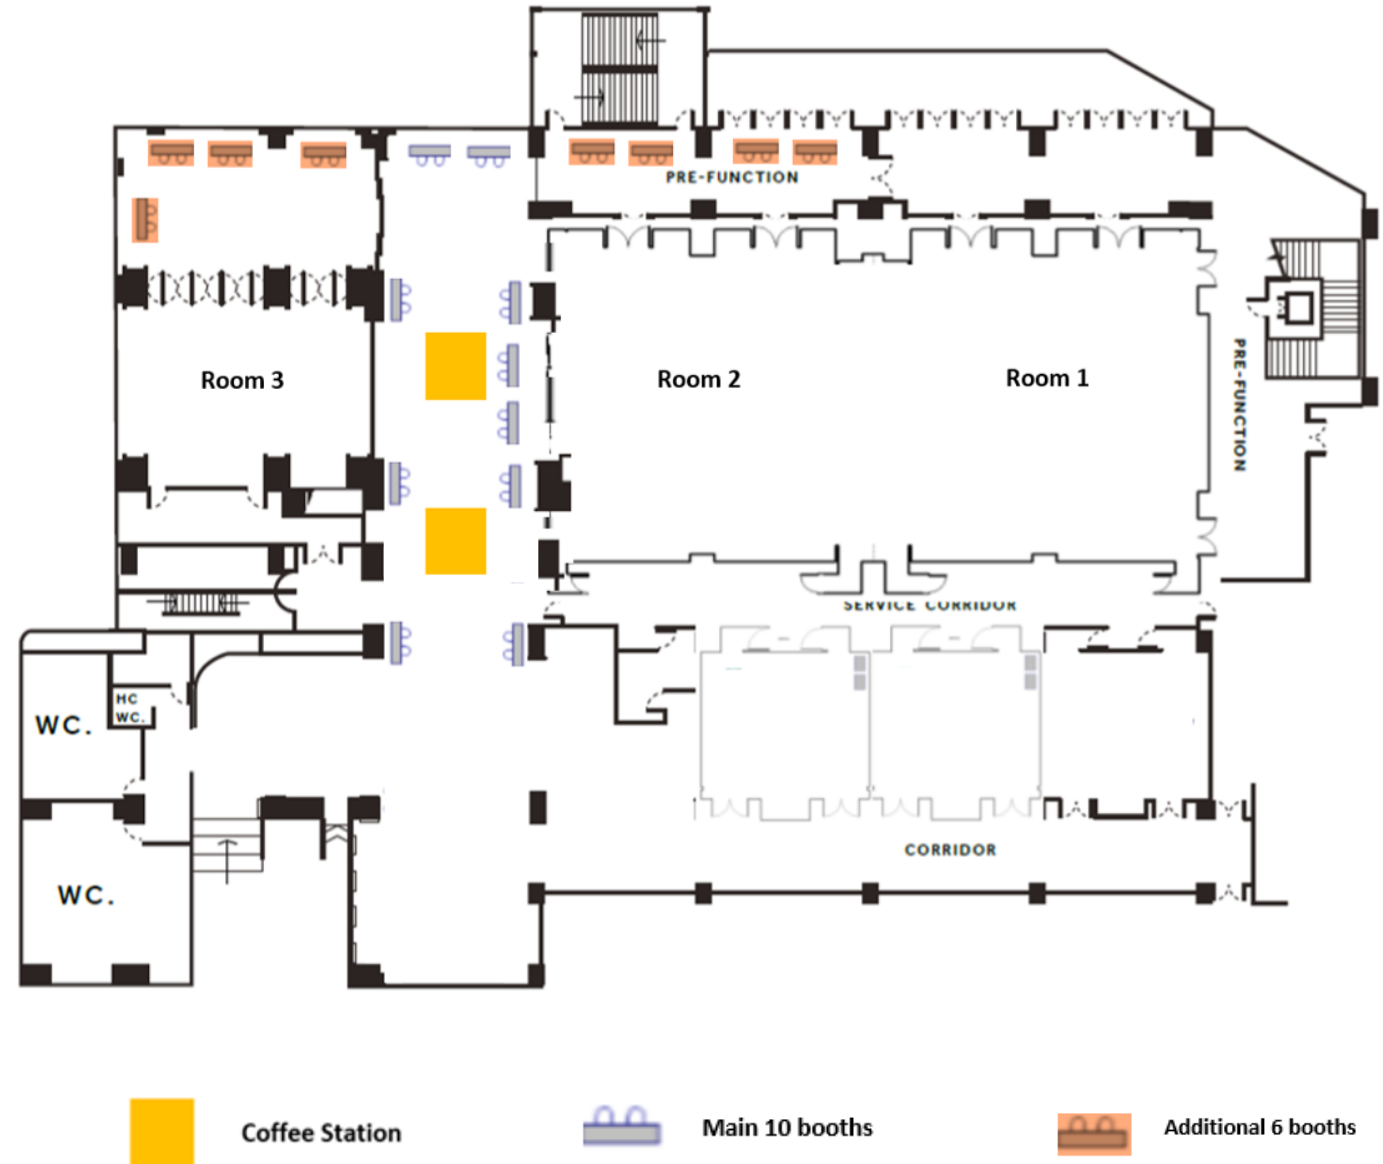 PRE-FUNCTION
Room 3
Room 2
Room 1
PRE-FUNCTION
SERVICE CORRIDOR
HC
WC.
WC.
CORRIDOR
WC.
Coffee Station
Main 10 booths
Additional 6 booths